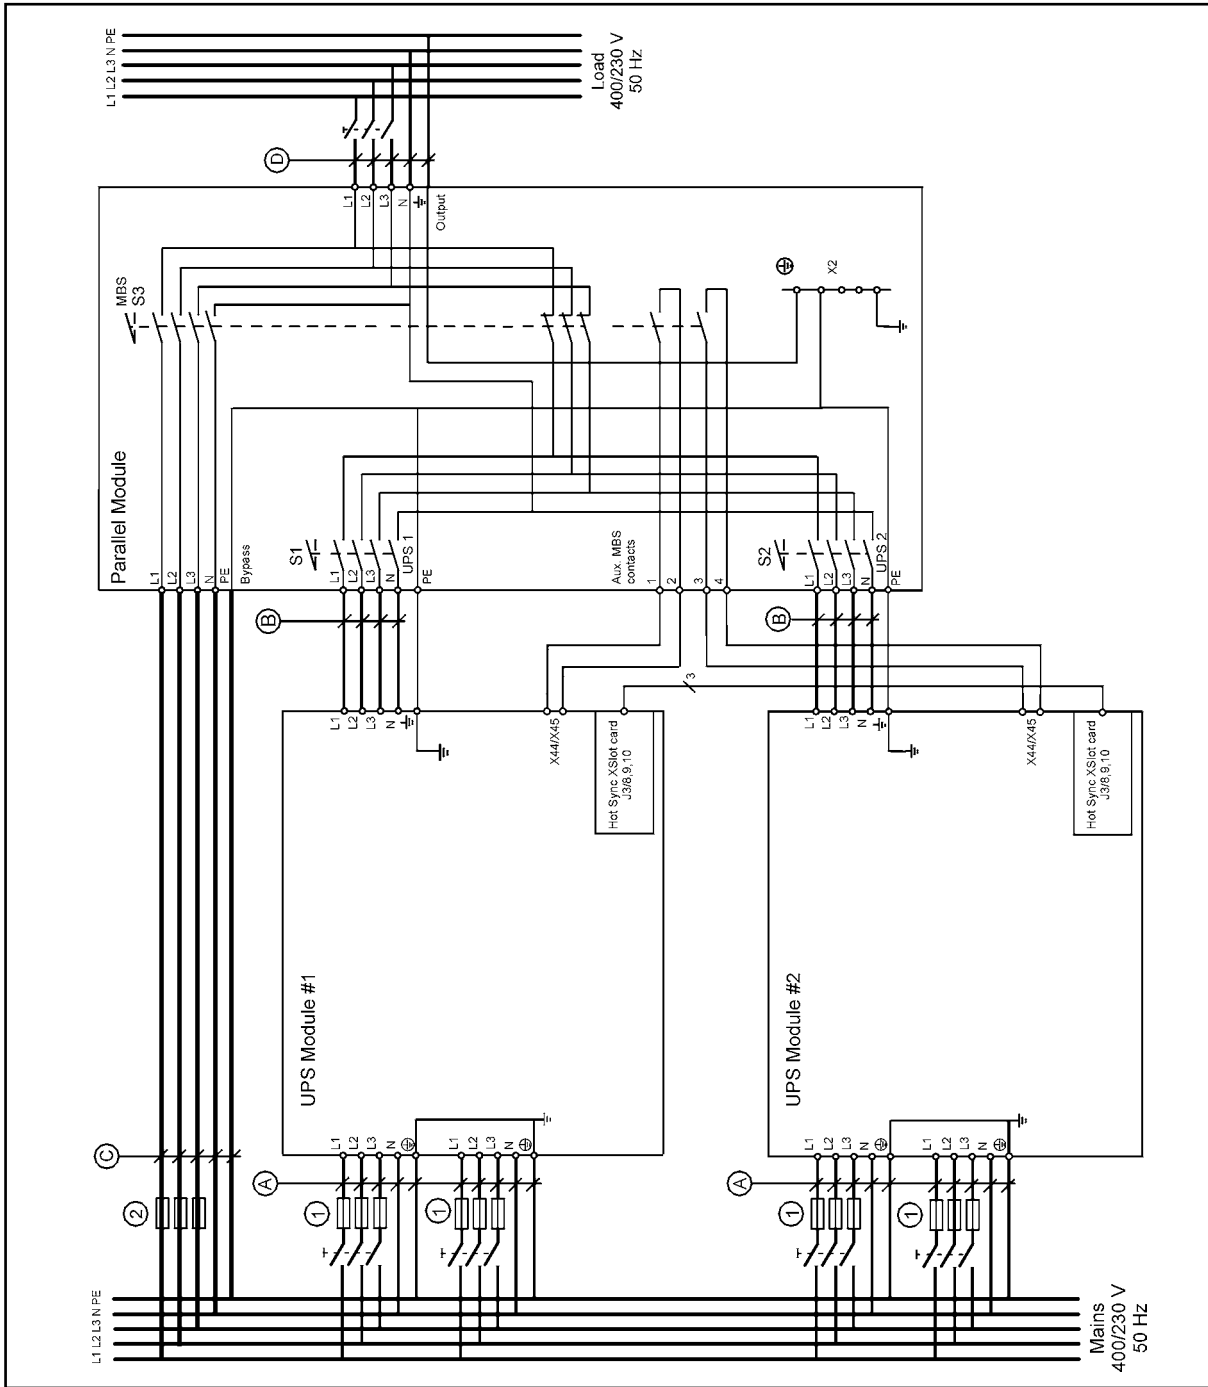 L1 L2 L3 N PE
Load
400/230 V
50 Hz
D
L1
L2
L3
N
Output
MBS
S3
X2
Parallel Module
L1
L2
L3
N
PE
Bypass
S1
L1
L2
L3
N
UPS 1
PE
Aux. MBS
contacts
1
2
3
4
S2
L1
L2
L3
N
UPS 2
PE
B
B
3
L1
L2
L3
N
X44/X45
Hot Sync XSlot card
J3/8,9,10
UPS Module #1
L1
L2
L3
N
X44/X45
Hot Sync XSlot card
J3/8,9,10
UPS Module #2
L1
L2
L3
N
L1
L2
L3
N
L1
L2
L3
N
L1
L2
L3
N
C
A
A
2
1
1
1
1
L1 L2 L3 N PE
Mains
400/230 V
50 Hz